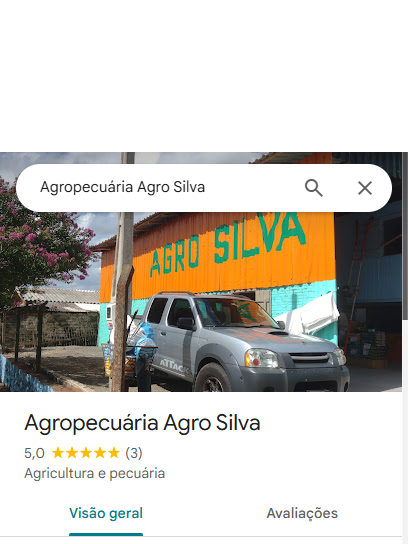 Agropecuária Agro Silva
AGRO SILVA
ATTACK
Agropecuária Agro Silva
5,0 (3)
Agricultura e pecuária
Visão geral
Avaliações